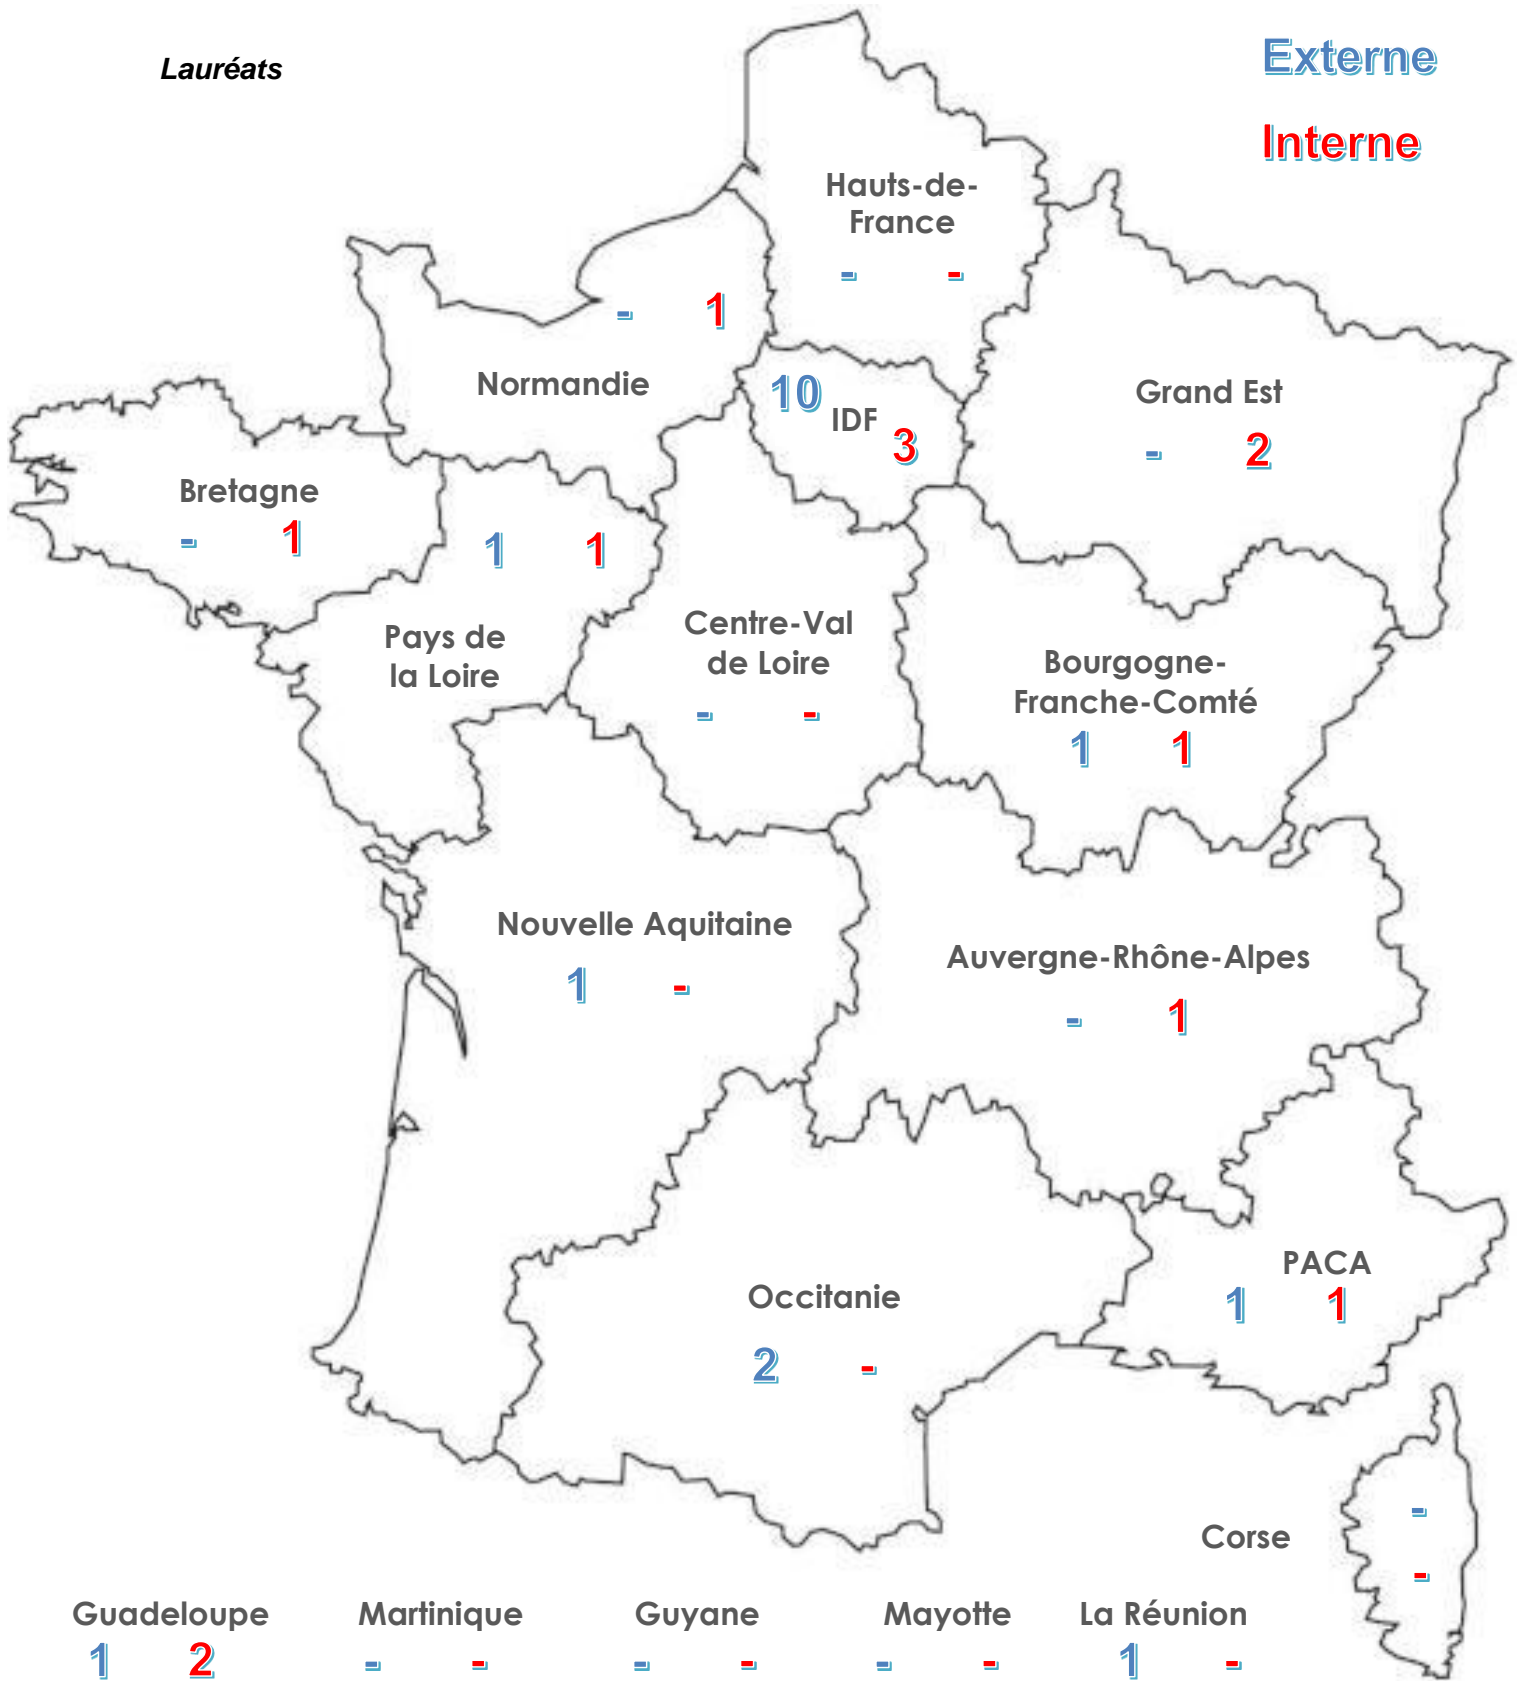 Lauréats
Externe
Interne
Hauts-de-
France
- -
- 1
Normandie
10
IDF
3
Grand Est
- 2
Bretagne
- 1
1 1
Pays de
la Loire
Centre-Val
de Loire
- -
Bourgogne-
Franche-Comté
1 1
Nouvelle Aquitaine
1 -
Auvergne-Rhône-Alpes
- 1
PACA
1 1
Occitanie
2 -
Corse
-
-
Guadeloupe Martinique Guyane Mayotte La Réunion
1 2 - - - - - - 1 -